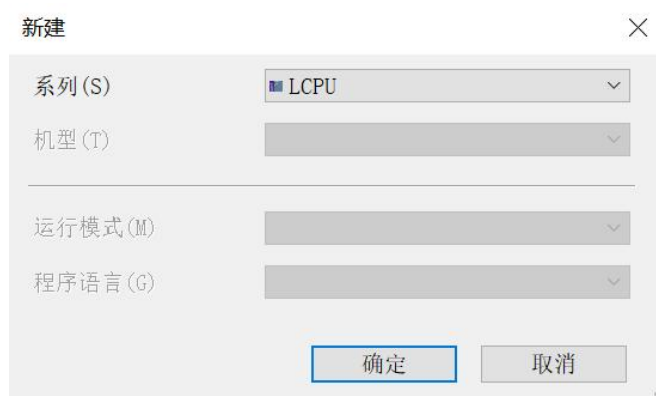 新建
系列(S) LCPU
机型(T)
运行模式(M)
程序语言(G)
确定 取消